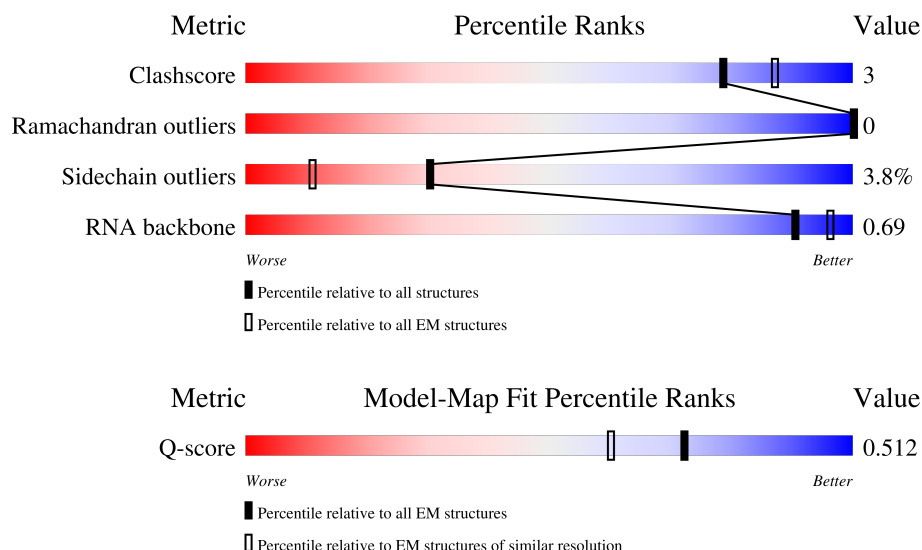 Metric Percentile Ranks Value
Clashscore 3
Ramachandran outliers 0
Sidechain outliers 3.8%
RNA backbone 0.69
Worse Better
Percentile relative to all structures
Percentile relative to all EM structures
Metric Model-Map Fit Percentile Ranks Value
Q-score 0.512
Worse Better
Percentile relative to all EM structures
Percentile relative to EM structures of similar resolution